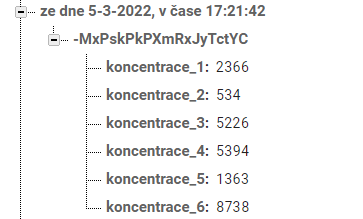 ze dne 5-3-2022, v čase 17:21:42
-MxPskPkPXmRxJyTctYC
koncentrace_1: 2366
koncentrace_2: 534
koncentrace_3: 5226
koncentrace_4: 5394
koncentrace_5: 1363
koncentrace_6: 8738